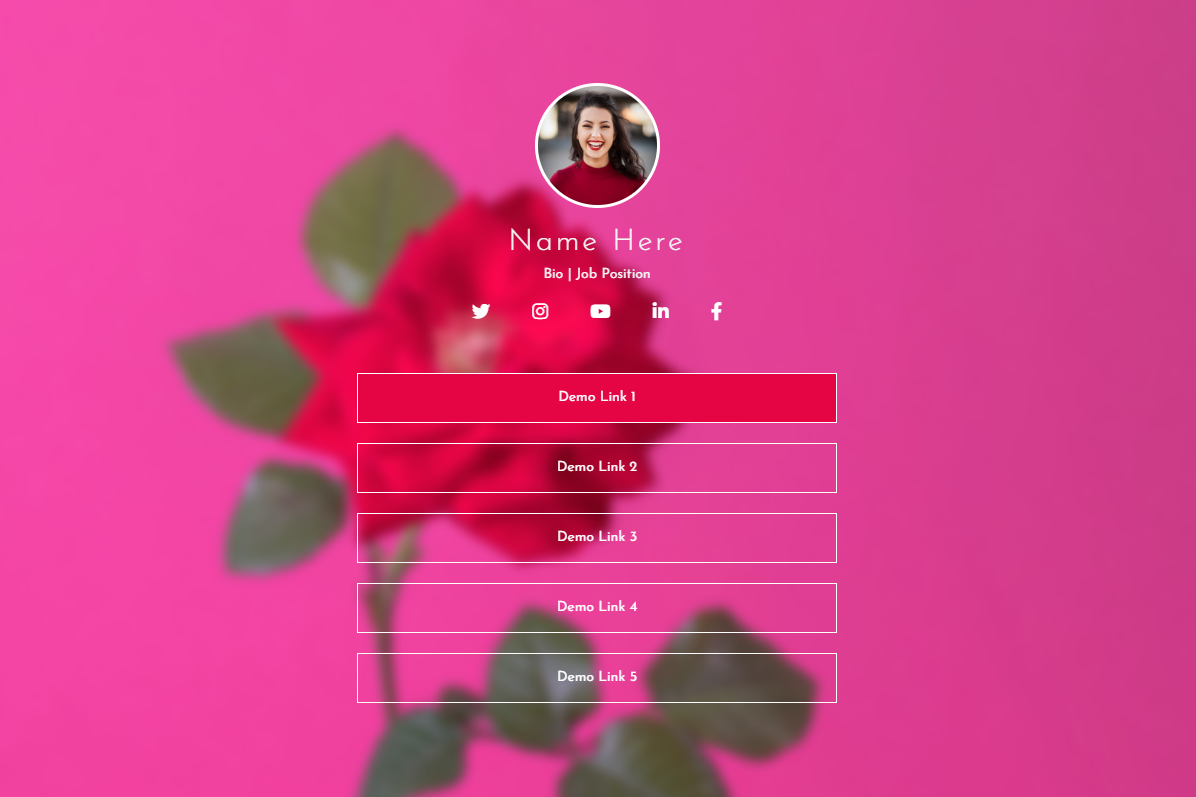 Name Here
Bio | Job Position
Demo Link 1
Demo Link 2
Demo Link 3
Demo Link 4
Demo Link 5